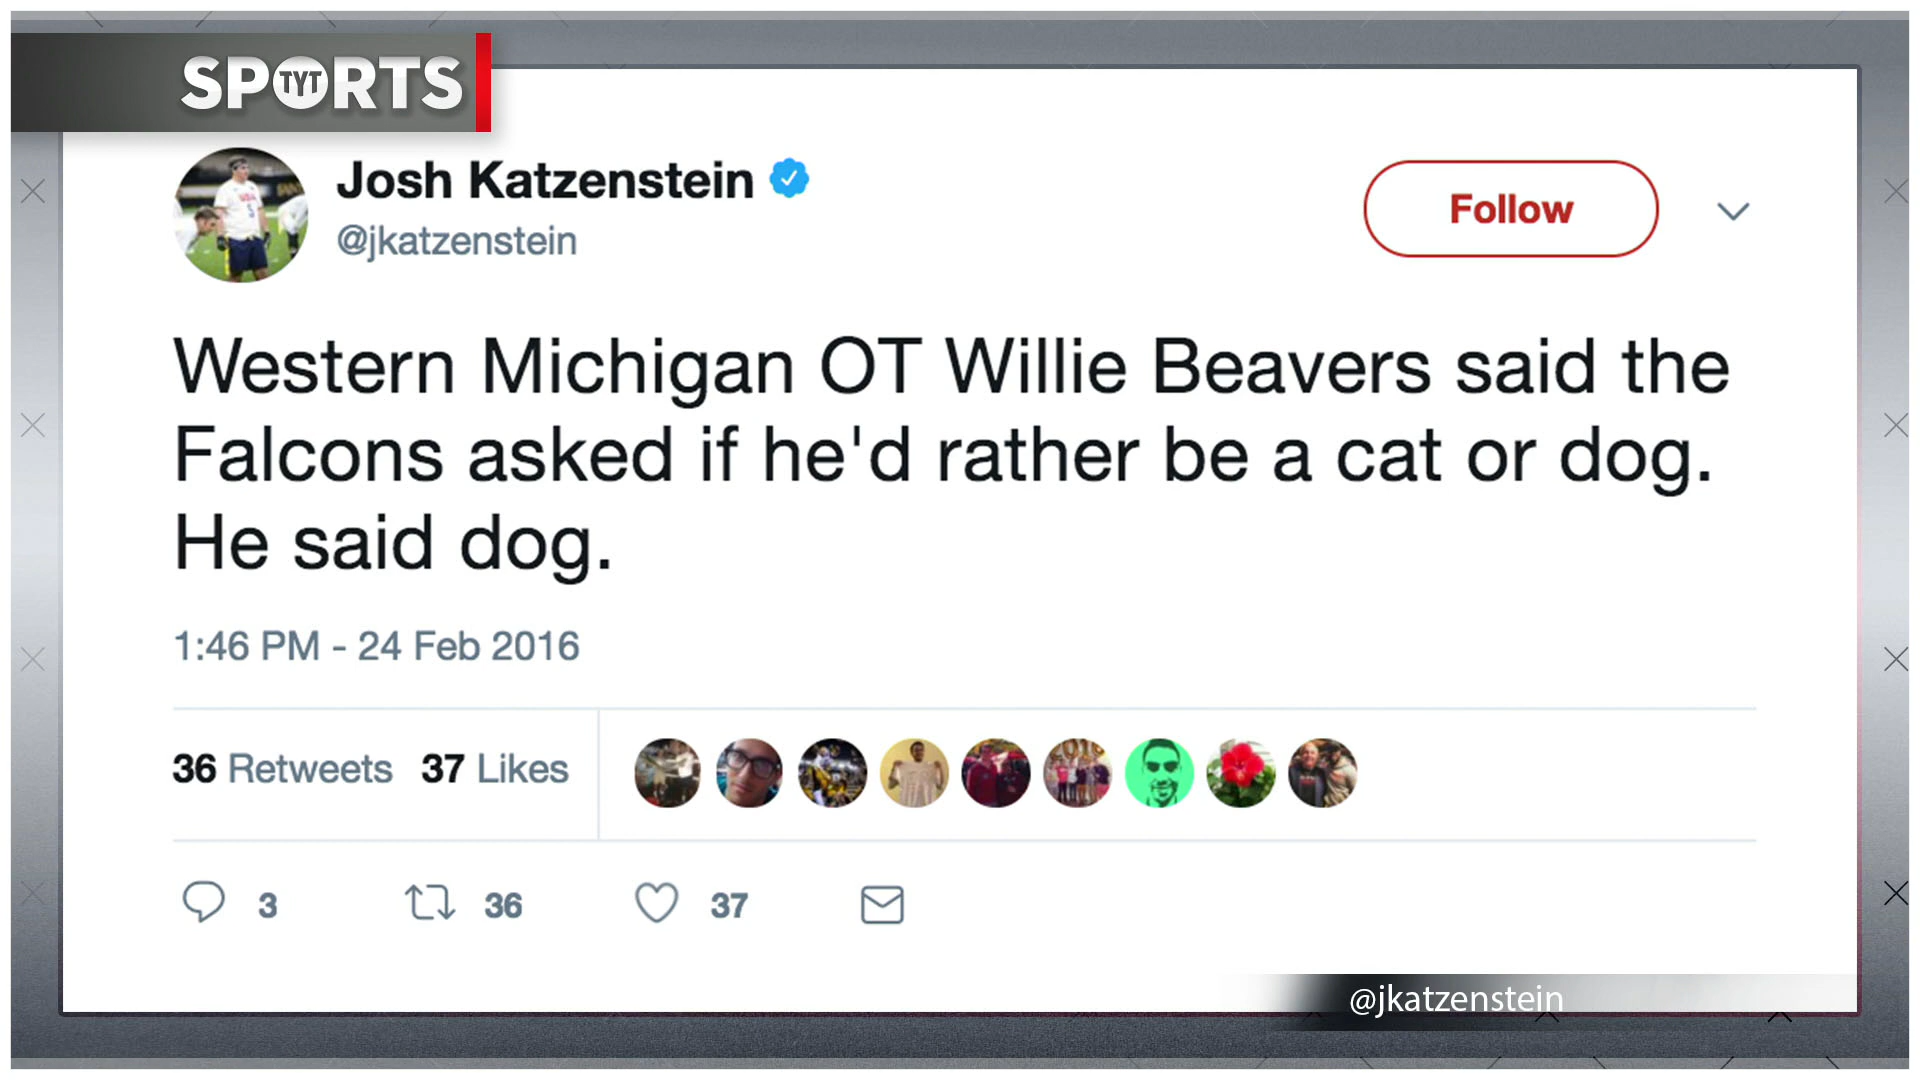 SPORTS
TYT
Josh Katzenstein
@jkatzenstein
Follow
Western Michigan OT Willie Beavers said the
Falcons asked if he'd rather be a cat or dog.
He said dog.
1:46 PM - 24 Feb 2016
36 Retweets 37 Likes
3 36 37
@jkatzenstein